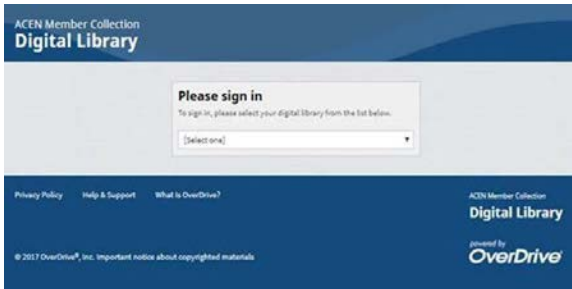 ACEN Member Collection
Digital Library
Please sign in
To sign in, please select your digital library from the list below.
[Select one]
Privacy Policy Help & Support What is OverDrive?
ACEN Member Collection
Digital Library
powered by
OverDrive®
© 2017 OverDrive®, Inc. Important notice about copyrighted materials